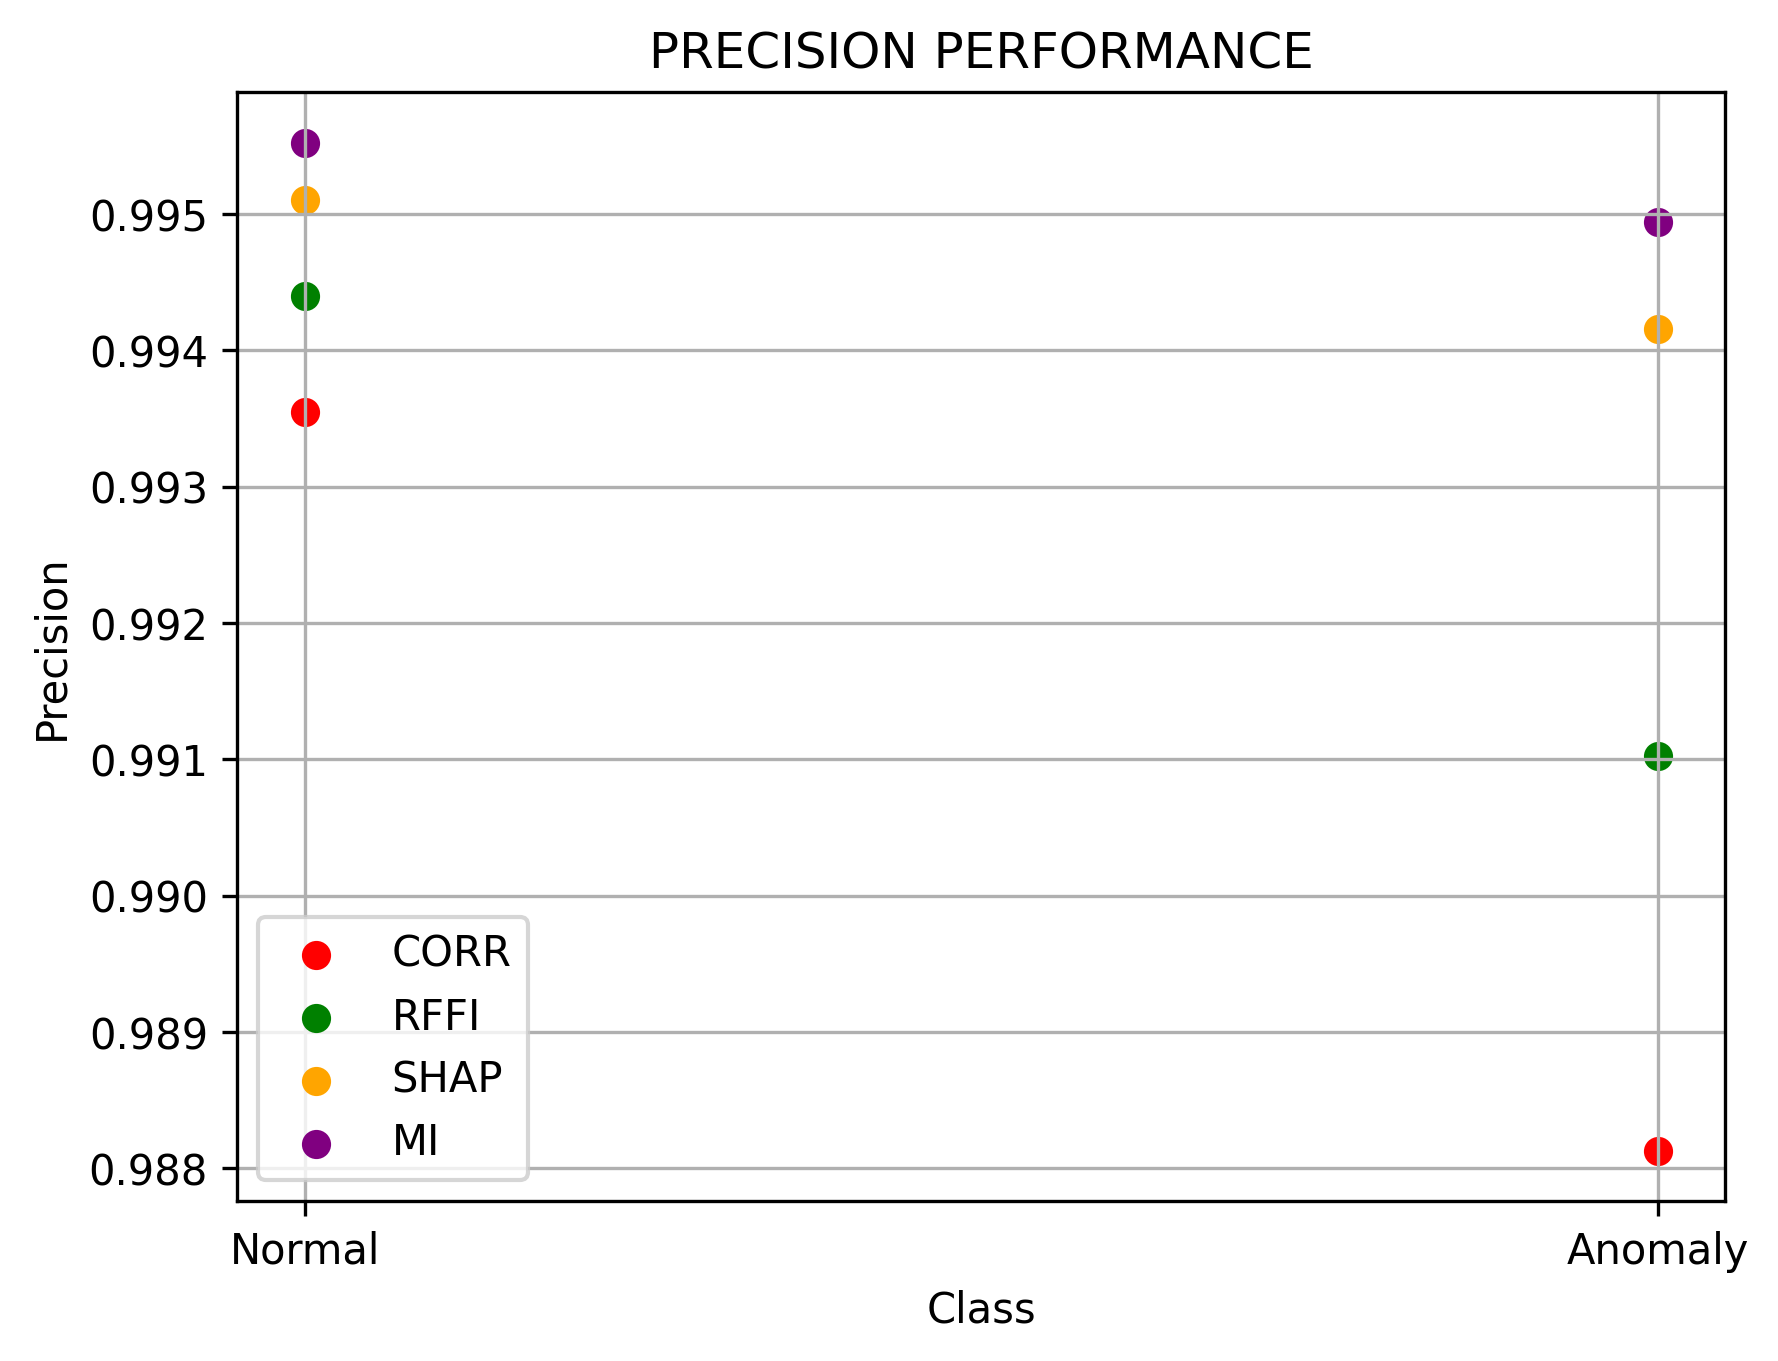 PRECISION PERFORMANCE
Precision
0.995
0.994
0.993
0.992
0.991
0.990
0.989
0.988
CORR
RFFI
SHAP
MI
Normal
Anomaly
Class